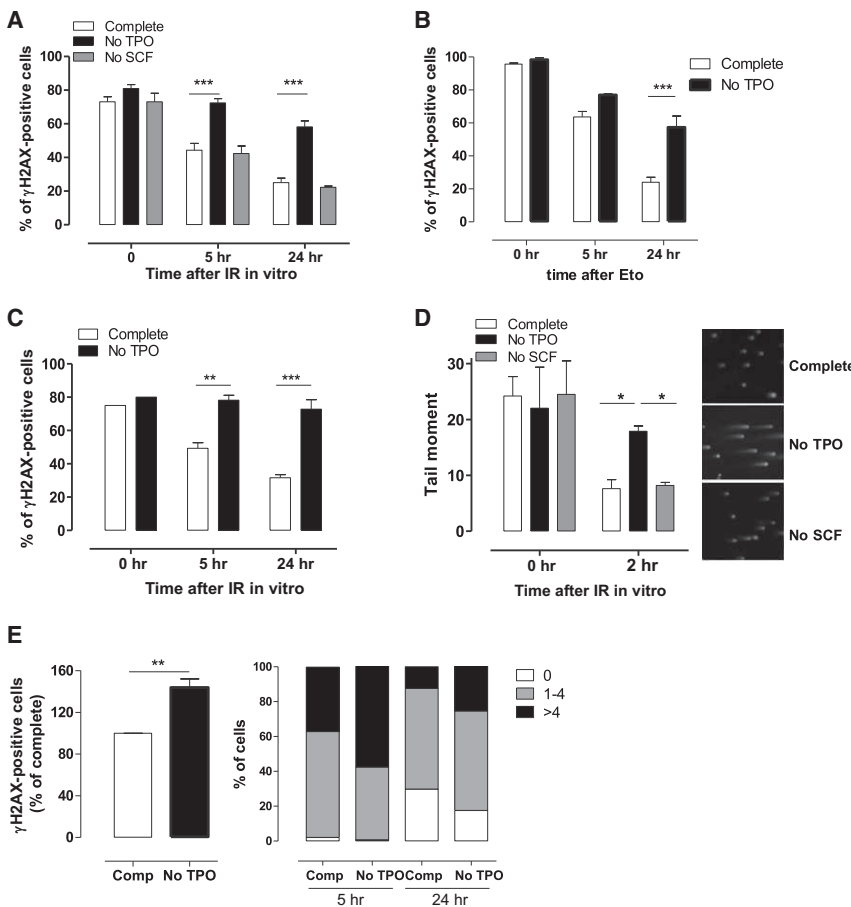 A
Complete
No TPO
No SCF
% of γH2AX-positive cells
100
80
60
40
20
0
***
***
0
5 hr
24 hr
Time after IR in vitro
B
Complete
No TPO
% of γH2AX-positive cells
100
80
60
40
20
0
***
0 hr
5 hr
24 hr
time after Eto
C
Complete
No TPO
% of γH2AX-positive cells
100
80
60
40
20
0
**
***
0 hr
5 hr
24 hr
Time after IR in vitro
D
Complete
No TPO
No SCF
Tail moment
30
20
10
0
*
*
0 hr
2 hr
Time after IR in vitro
Complete
No TPO
No SCF
E
γH2AX-positive cells
(% of complete)
160
120
80
40
0
**
Comp No TPO
% of cells
100
80
60
40
20
0
0
1-4
>4
Comp No TPO Comp No TPO
5 hr 24 hr